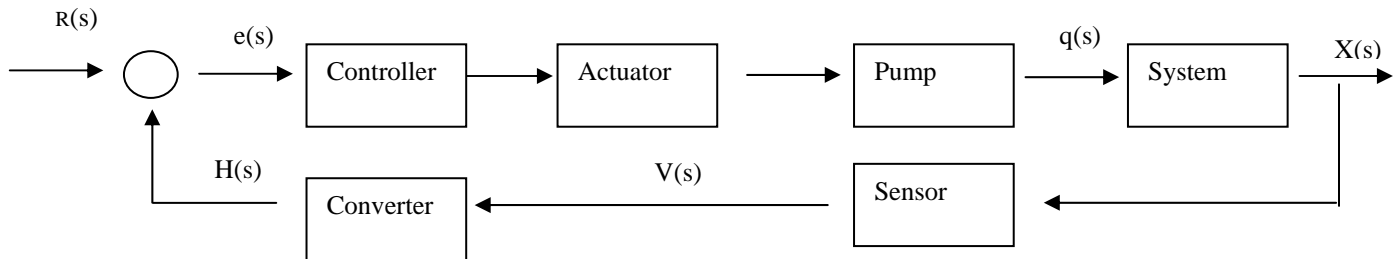 R(s)
e(s)
Controller
Actuator
Pump
q(s)
System
X(s)
H(s)
Converter
V(s)
Sensor